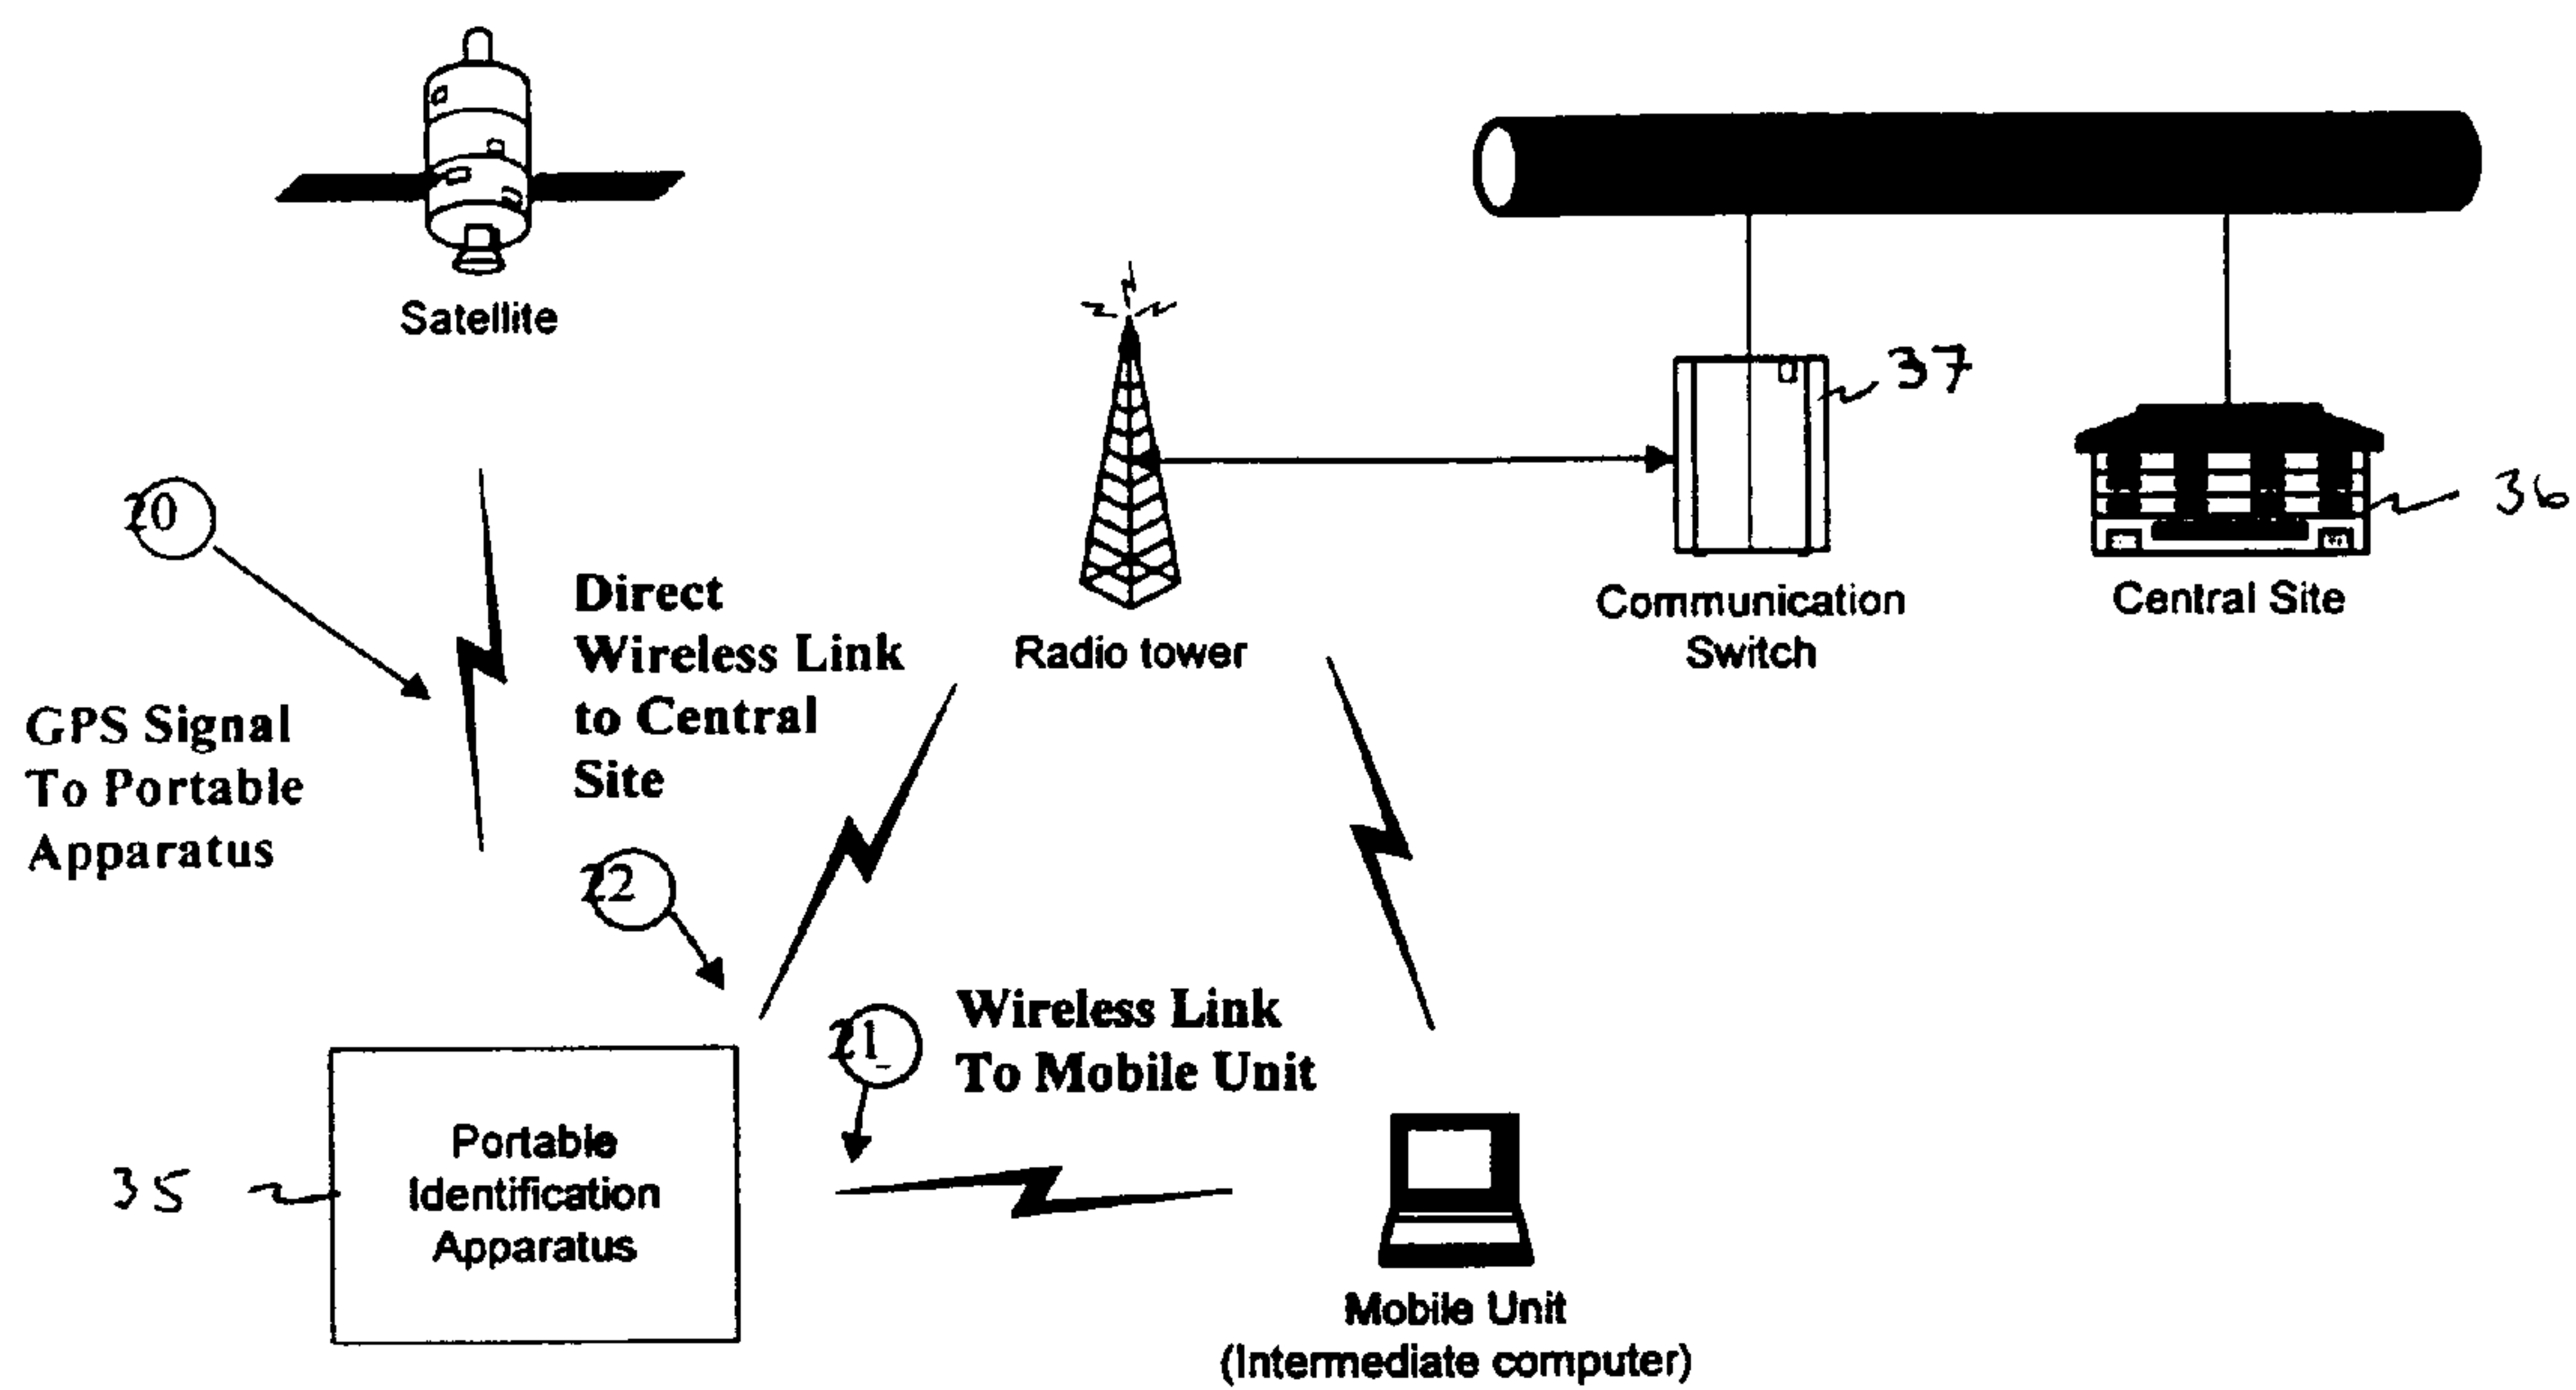 Satellite
37
36
20
Direct
Wireless Link
to Central
Site
Radio tower
Communication
Switch
Central Site
GPS Signal
To Portable
Apparatus
22
21
Wireless Link
To Mobile Unit
35
Portable
Identification
Apparatus
Mobile Unit
(Intermediate computer)